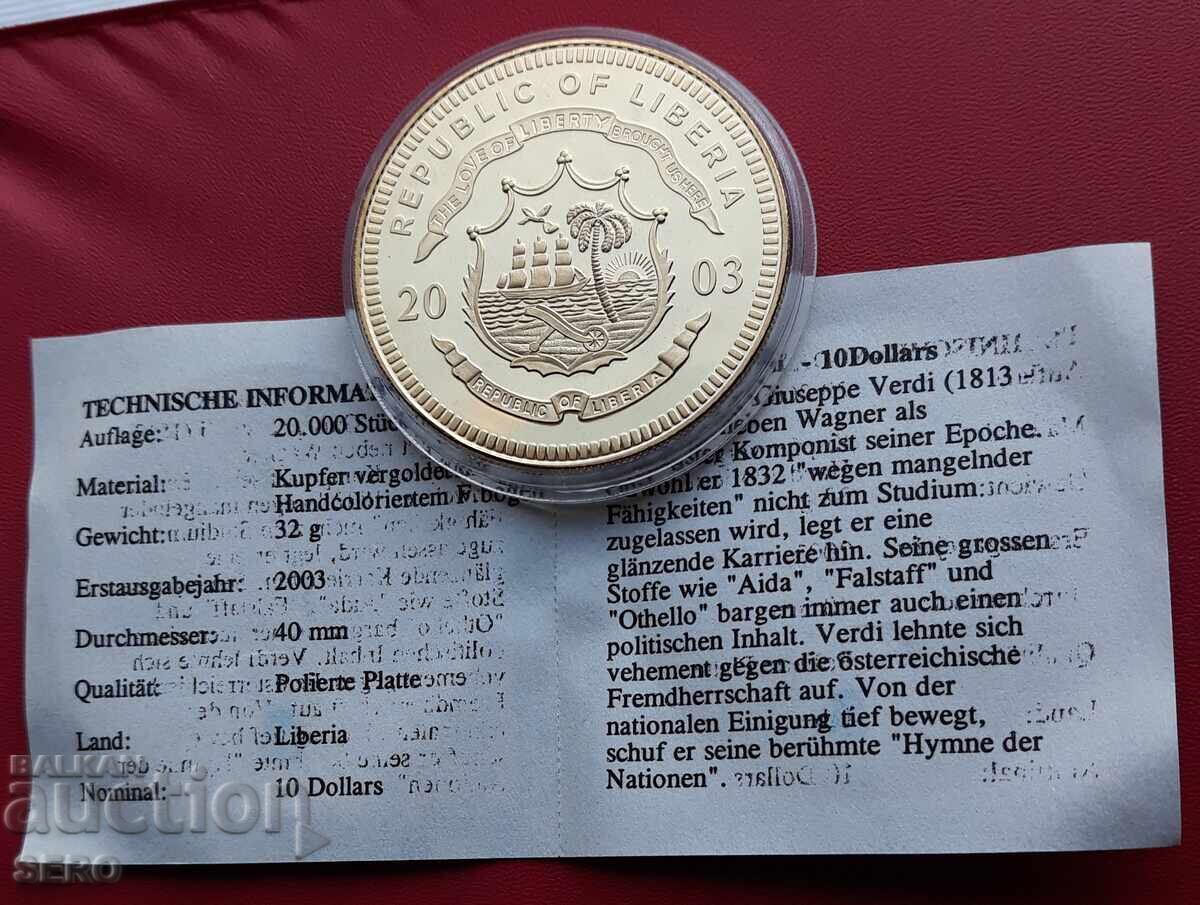 REPUBLIC OF LIBERIA
THE LOVE OF LIBERTY BROUGHT US HERE
20 03
REPUBLIC OF LIBERIA
TECHNISCHE
Auflage: 20.000
Material: Kupfer
Handcoloriertem
Gewicht: 32 g
Erstausgabejahr: 2003
Durchmesser: 40 mm
Qualität: Polierte Platte
Land: Liberia
Nominal: 10 Dollars
- 10Dollars
Giuseppe Verdi (1813
neben Wagner als
Komponist seiner Epoche.
er 1832 "wegen mangelnder
Fähigkeiten" nicht zum Studium
zugelassen wird, legt er eine
glänzende Karriere hin. Seine grossen
Stoffe wie "Aida", "Falstaff" und
"Othello" bargen immer auch einen
politischen Inhalt. Verdi lehnte sich
vehement gegen die österreichische
Fremdherrschaft auf. Von der
nationalen Einigung tief bewegt,
schuf er seine berühmte "Hymne der
Nationen".
BALKAN
auction
SERO